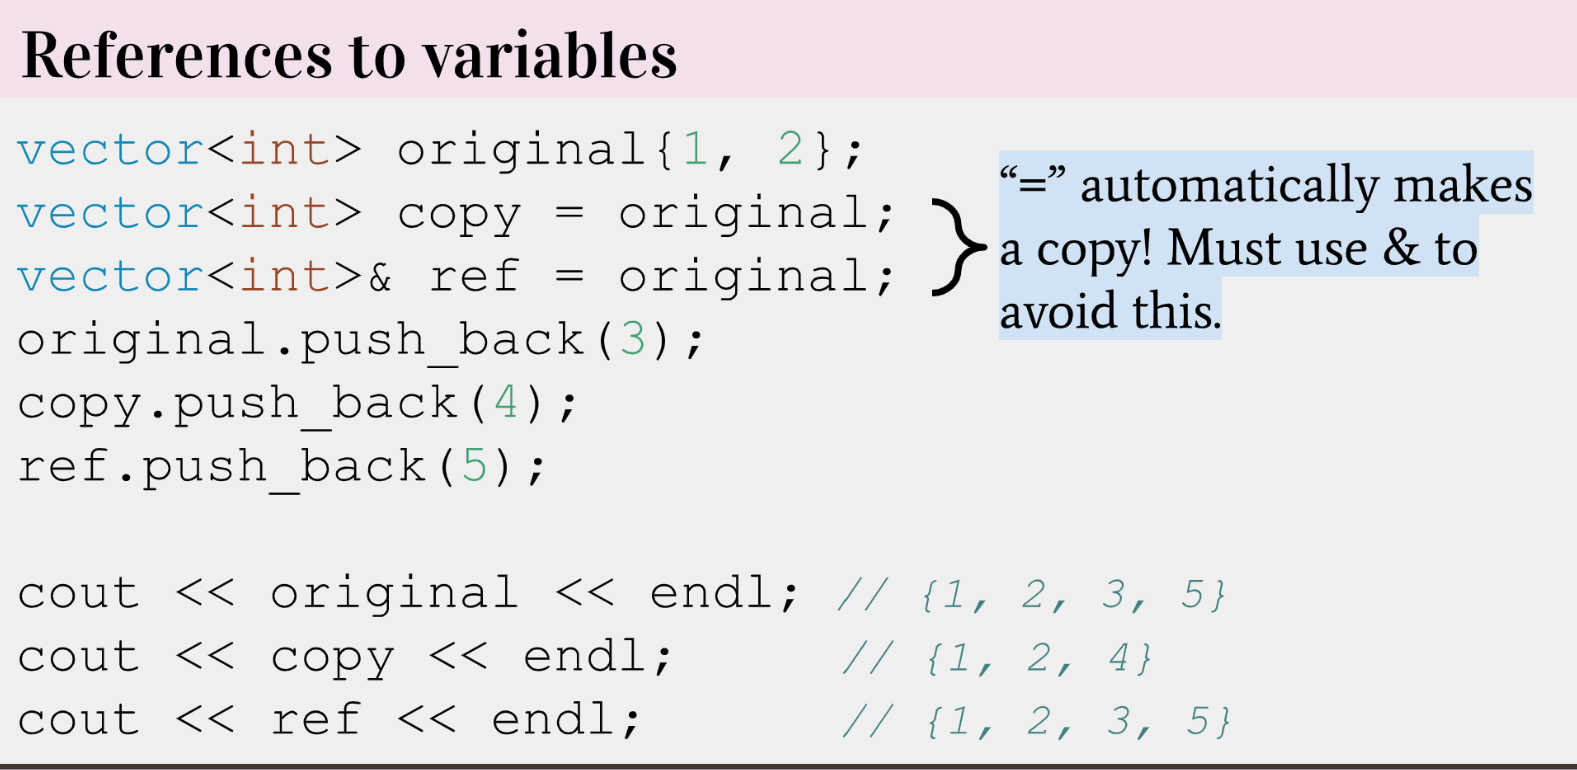 References to variables
vector<int> original{1, 2};
vector<int> copy = original;
vector<int>& ref = original;
“=” automatically makes
a copy! Must use & to
avoid this.
original.push_back(3);
copy.push_back(4);
ref.push_back(5);
cout << original << endl; // {1, 2, 3, 5}
cout << copy << endl; // {1, 2, 4}
cout << ref << endl; // {1, 2, 3, 5}